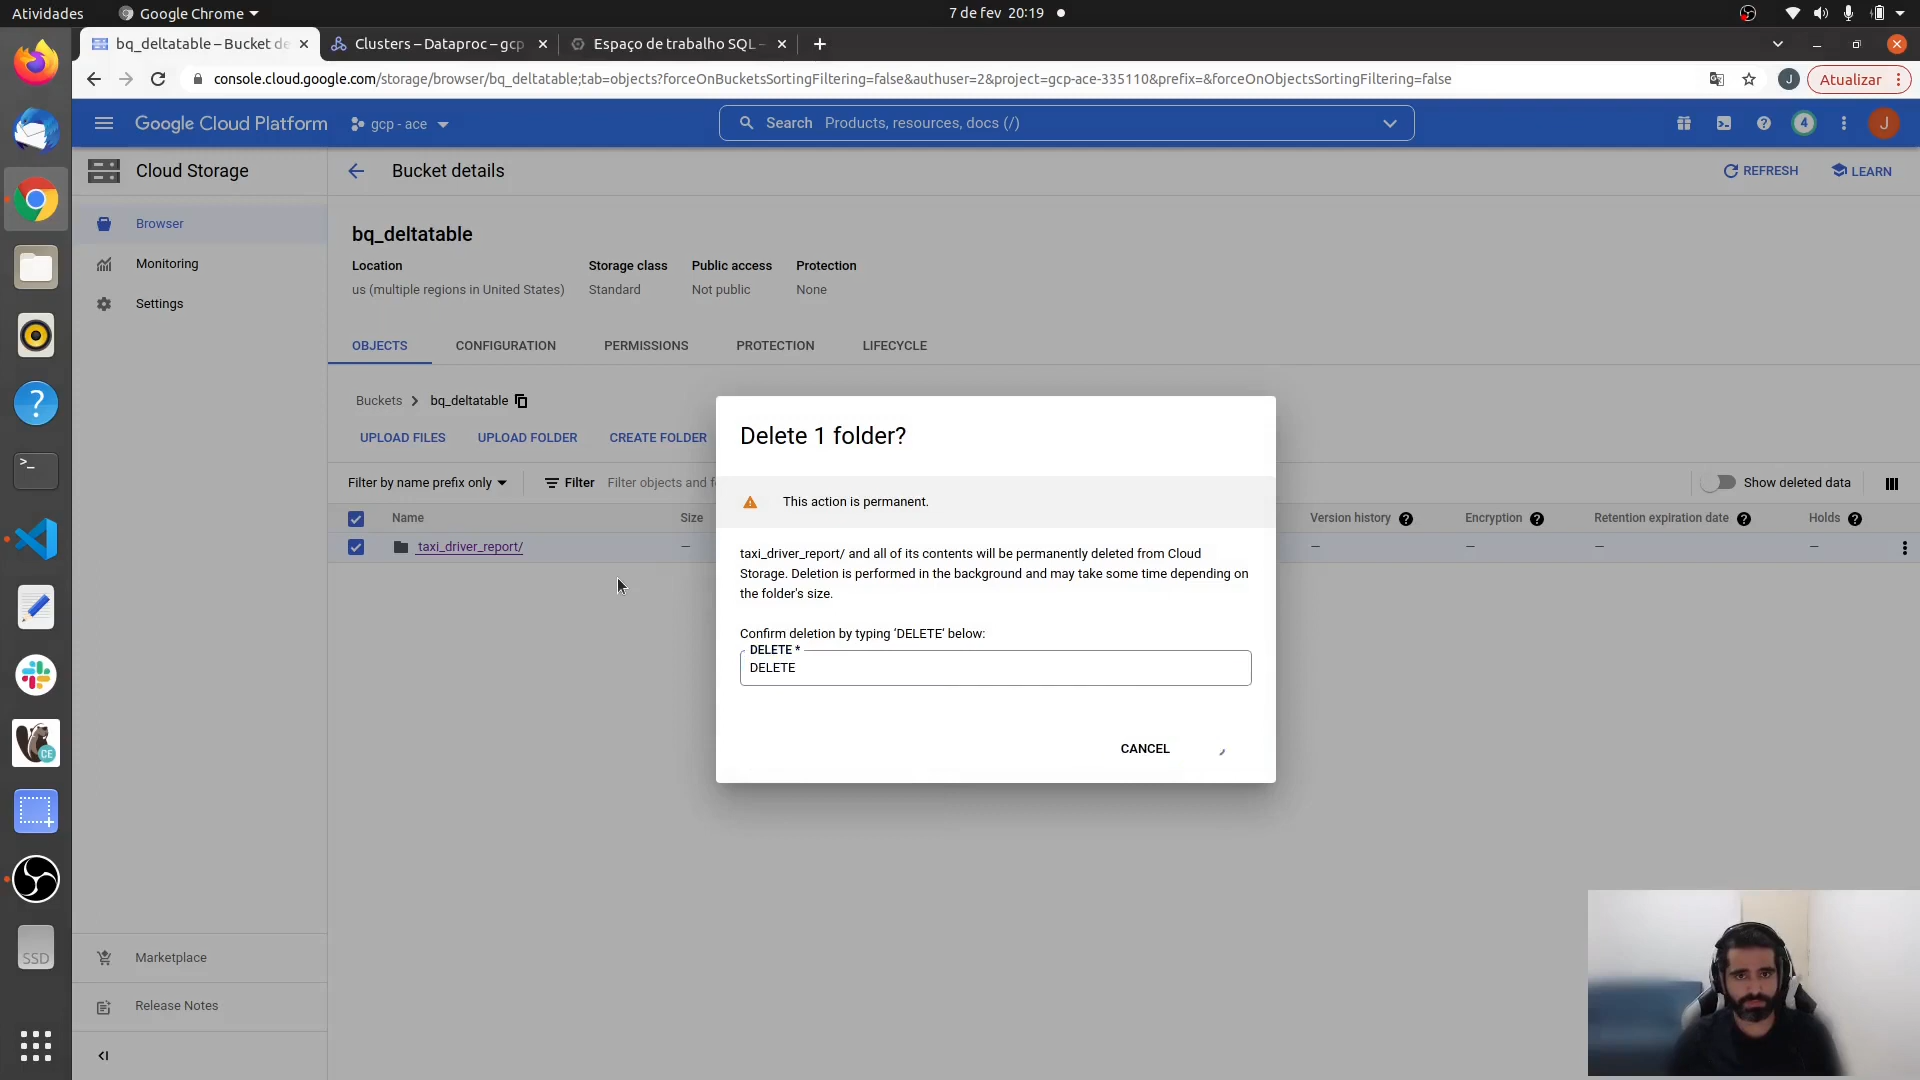 Atividades
Google Chrome
7 de fev 20:19
bq_deltatable – Bucket de
Clusters – Dataproc – gcp
Espaço de trabalho SQL –
console.cloud.google.com/storage/browser/bq_deltatable;tab=objects?forceOnBucketsSortingFiltering=false&authuser=2&project=gcp-ace-335110&prefix=&forceOnObjectsSortingFiltering=false
J
Atualizar
Google Cloud Platform
gcp - ace
Search Products, resources, docs (/)
4
J
Cloud Storage
Bucket details
REFRESH
LEARN
Browser
Monitoring
Settings
bq_deltatable
Location Storage class Public access Protection
us (multiple regions in United States) Standard Not public None
OBJECTS CONFIGURATION PERMISSIONS PROTECTION LIFECYCLE
Buckets > bq_deltatable
UPLOAD FILES UPLOAD FOLDER CREATE FOLDER
Filter by name prefix only Filter Filter objects and f
Show deleted data
Name Size Version history Encryption Retention expiration date Holds
taxi_driver_report/ — — — — —
Delete 1 folder?
This action is permanent.
taxi_driver_report/ and all of its contents will be permanently deleted from Cloud
Storage. Deletion is performed in the background and may take some time depending on
the folder's size.
Confirm deletion by typing 'DELETE' below:
DELETE *
DELETE
CANCEL
Marketplace
Release Notes
CE
SSD